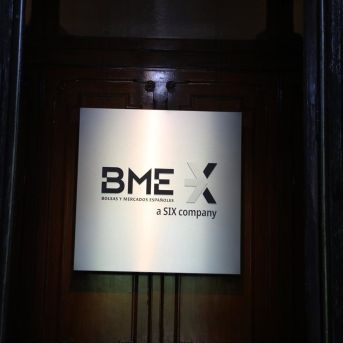 BME X
BOLSAS Y MERCADOS ESPAÑOLES
a SIX company